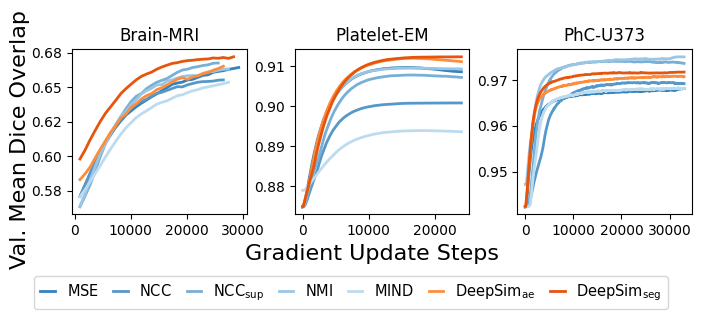 Brain-MRI Platelet-EM PhC-U373
Val. Mean Dice Overlap
0.68
0.65
0.62
0.60
0.58
0 10000 20000 30000
0.91
0.90
0.89
0.88
0 10000 20000
0.97
0.96
0.95
0 10000 20000 30000
Gradient Update Steps
MSE NCC NCCsup NMI MIND DeepSimae DeepSimseg